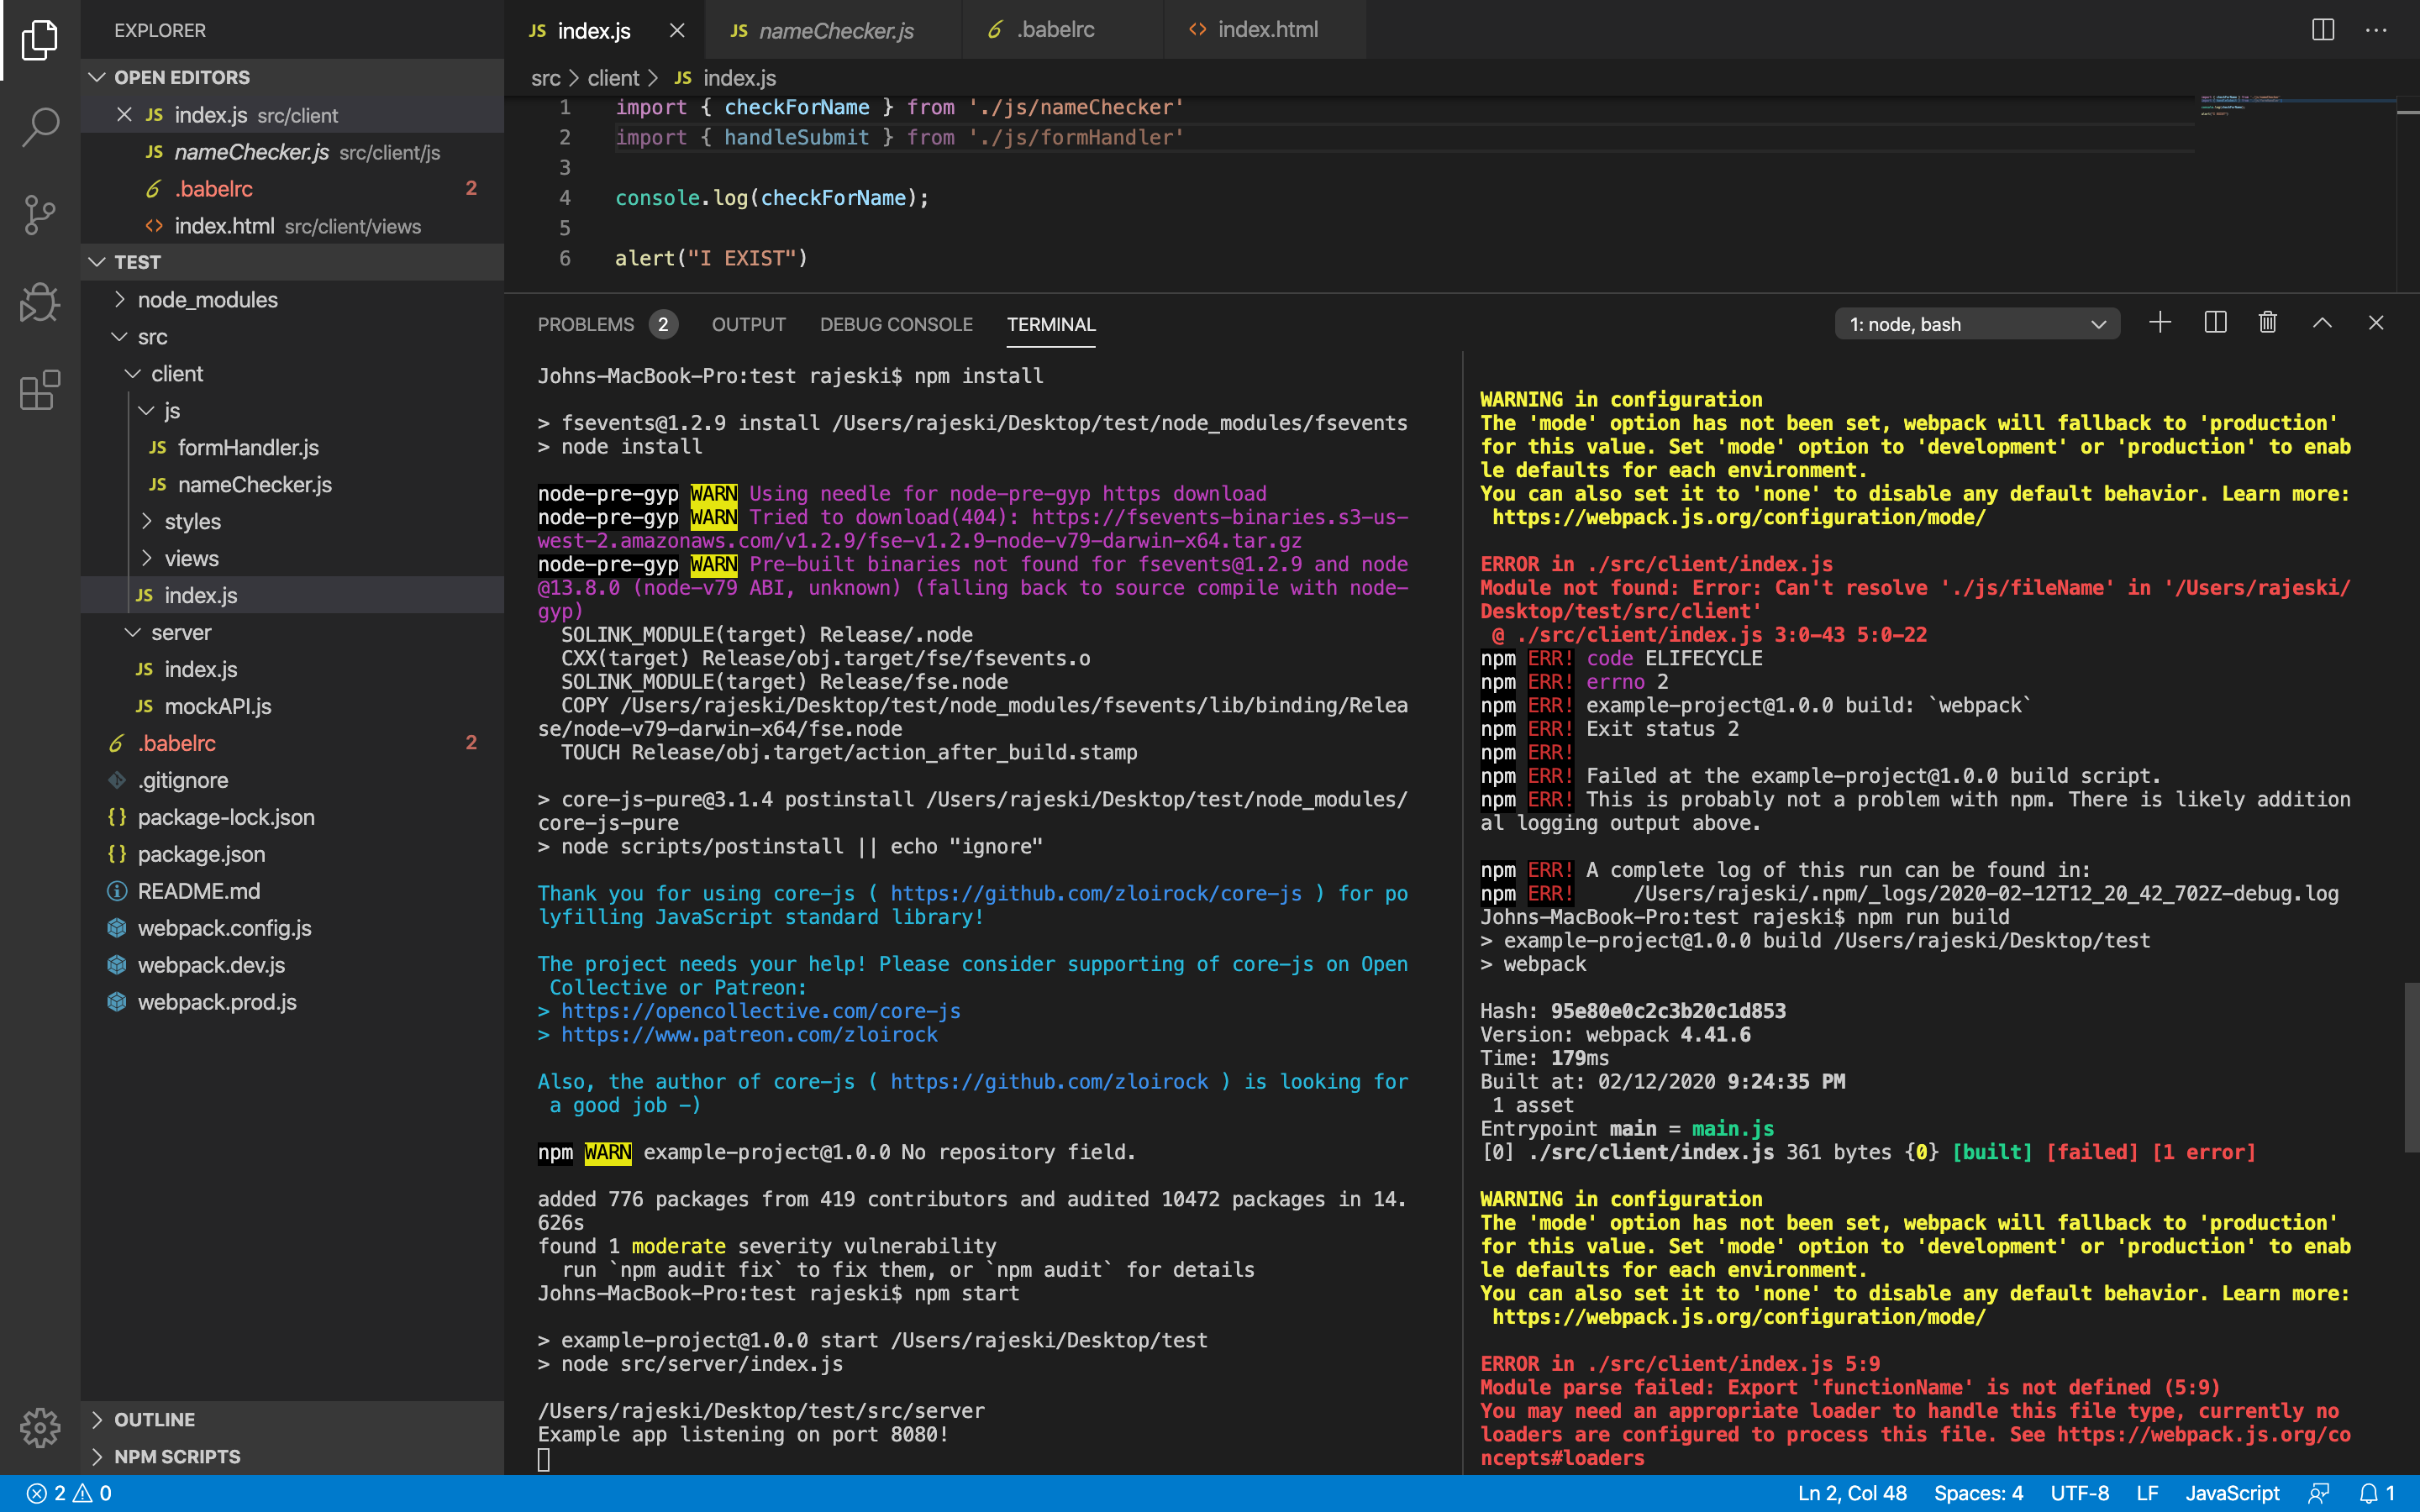 EXPLORER
OPEN EDITORS
JS index.js src/client
JS nameChecker.js src/client/js
.babelrc 2
<> index.html src/client/views
TEST
node_modules
src
client
js
JS formHandler.js
JS nameChecker.js
styles
views
JS index.js
server
JS index.js
JS mockAPI.js
.babelrc 2
.gitignore
{} package-lock.json
{} package.json
README.md
webpack.config.js
webpack.dev.js
webpack.prod.js
OUTLINE
NPM SCRIPTS
JS index.js
JS nameChecker.js
.babelrc
<> index.html
src > client > JS index.js
1 import { checkForName } from './js/nameChecker'
2 import { handleSubmit } from './js/formHandler'
3
4 console.log(checkForName);
5
6 alert("I EXIST")
PROBLEMS 2 OUTPUT DEBUG CONSOLE TERMINAL
1: node, bash
Johns-MacBook-Pro:test rajeski$ npm install
> fsevents@1.2.9 install /Users/rajeski/Desktop/test/node_modules/fsevents
> node install
node-pre-gyp WARN Using needle for node-pre-gyp https download
node-pre-gyp WARN Tried to download(404): https://fsevents-binaries.s3-us-
west-2.amazonaws.com/v1.2.9/fse-v1.2.9-node-v79-darwin-x64.tar.gz
node-pre-gyp WARN Pre-built binaries not found for fsevents@1.2.9 and node
@13.8.0 (node-v79 ABI, unknown) (falling back to source compile with node-
gyp)
SOLINK_MODULE(target) Release/.node
CXX(target) Release/obj.target/fse/fsevents.o
SOLINK_MODULE(target) Release/fse.node
COPY /Users/rajeski/Desktop/test/node_modules/fsevents/lib/binding/Relea
se/node-v79-darwin-x64/fse.node
TOUCH Release/obj.target/action_after_build.stamp
> core-js-pure@3.1.4 postinstall /Users/rajeski/Desktop/test/node_modules/
core-js-pure
> node scripts/postinstall || echo "ignore"
Thank you for using core-js ( https://github.com/zloirock/core-js ) for po
lyfilling JavaScript standard library!
The project needs your help! Please consider supporting of core-js on Open
Collective or Patreon:
> https://opencollective.com/core-js
> https://www.patreon.com/zloirock
Also, the author of core-js ( https://github.com/zloirock ) is looking for
a good job -)
npm WARN example-project@1.0.0 No repository field.
added 776 packages from 419 contributors and audited 10472 packages in 14.
626s
found 1 moderate severity vulnerability
run `npm audit fix` to fix them, or `npm audit` for details
Johns-MacBook-Pro:test rajeski$ npm start
> example-project@1.0.0 start /Users/rajeski/Desktop/test
> node src/server/index.js
/Users/rajeski/Desktop/test/src/server
Example app listening on port 8080!
WARNING in configuration
The 'mode' option has not been set, webpack will fallback to 'production'
for this value. Set 'mode' option to 'development' or 'production' to enab
le defaults for each environment.
You can also set it to 'none' to disable any default behavior. Learn more:
https://webpack.js.org/configuration/mode/
ERROR in ./src/client/index.js
Module not found: Error: Can't resolve './js/fileName' in '/Users/rajeski/
Desktop/test/src/client'
@ ./src/client/index.js 3:0-43 5:0-22
npm ERR! code ELIFECYCLE
npm ERR! errno 2
npm ERR! example-project@1.0.0 build: `webpack`
npm ERR! Exit status 2
npm ERR!
npm ERR! Failed at the example-project@1.0.0 build script.
npm ERR! This is probably not a problem with npm. There is likely addition
al logging output above.
npm ERR! A complete log of this run can be found in:
npm ERR! /Users/rajeski/.npm/_logs/2020-02-12T12_20_42_702Z-debug.log
Johns-MacBook-Pro:test rajeski$ npm run build
> example-project@1.0.0 build /Users/rajeski/Desktop/test
> webpack
Hash: 95e80e0c2c3b20c1d853
Version: webpack 4.41.6
Time: 179ms
Built at: 02/12/2020 9:24:35 PM
1 asset
Entrypoint main = main.js
[0] ./src/client/index.js 361 bytes {0} [built] [failed] [1 error]
WARNING in configuration
The 'mode' option has not been set, webpack will fallback to 'production'
for this value. Set 'mode' option to 'development' or 'production' to enab
le defaults for each environment.
You can also set it to 'none' to disable any default behavior. Learn more:
https://webpack.js.org/configuration/mode/
ERROR in ./src/client/index.js 5:9
Module parse failed: Export 'functionName' is not defined (5:9)
You may need an appropriate loader to handle this file type, currently no
loaders are configured to process this file. See https://webpack.js.org/co
ncepts#loaders
2 0
Ln 2, Col 48 Spaces: 4 UTF-8 LF JavaScript 1